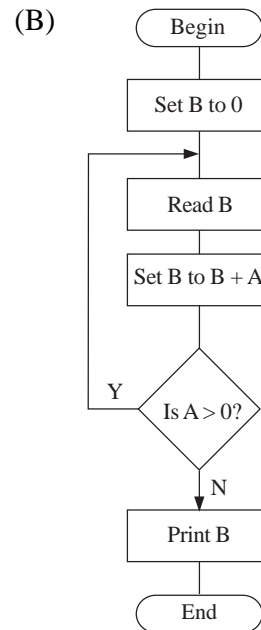 (B)
Begin
Set B to 0
Read B
Set B to B + A
Y
Is A > 0?
N
Print B
End